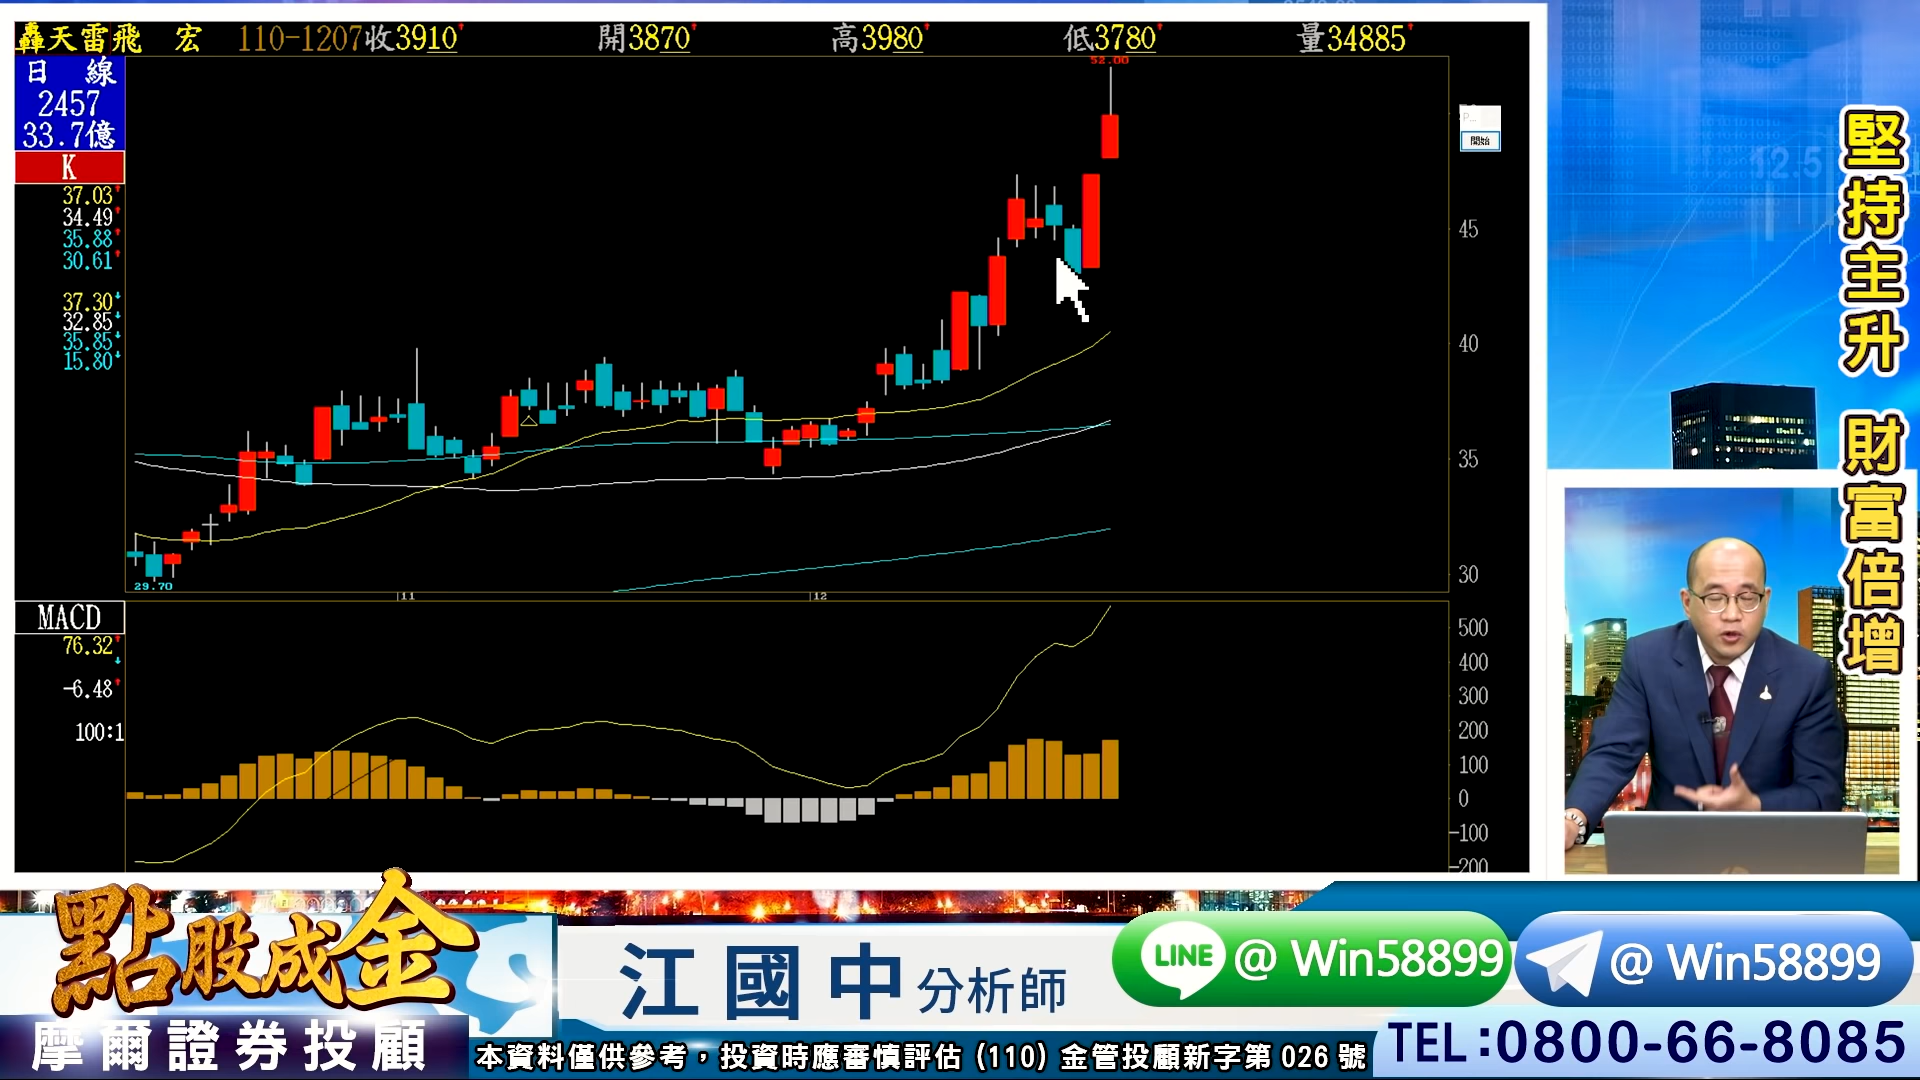 轟天雷飛 宏 110-1207收3910 開3870 高3980 低3780 量34885
日 線
2457
33.7億
K
37.03
34.49
35.88
30.61
37.30
32.85
35.85
15.80
52.00
45
40
35
30
29.70
11
12
開始
MACD
76.32
-6.48
100:1
500
400
300
200
100
0
-100
-200
堅持主升 財富倍增
點股成金
摩爾證券投顧
江國中 分析師
LINE @ Win58899
@ Win58899
本資料僅供參考，投資時應審慎評估 (110) 金管投顧新字第 026 號
TEL:0800-66-8085